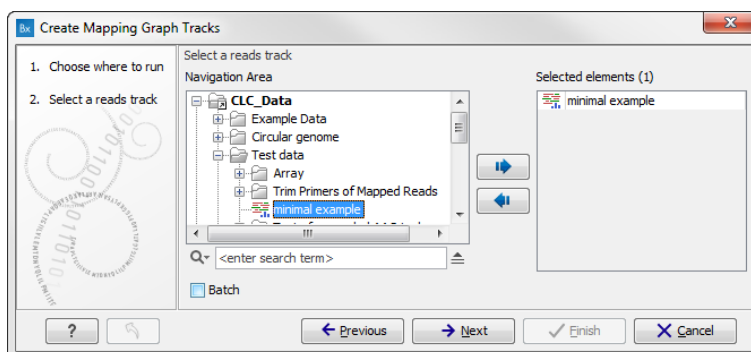 Bx Create Mapping Graph Tracks
1. Choose where to run
2. Select a reads track
Select a reads track
Navigation Area
CLC_Data
Example Data
Circular genome
Test data
Array
Trim Primers of Mapped Reads
minimal example
<enter search term>
Batch
Selected elements (1)
minimal example
?
Previous
Next
Finish
Cancel